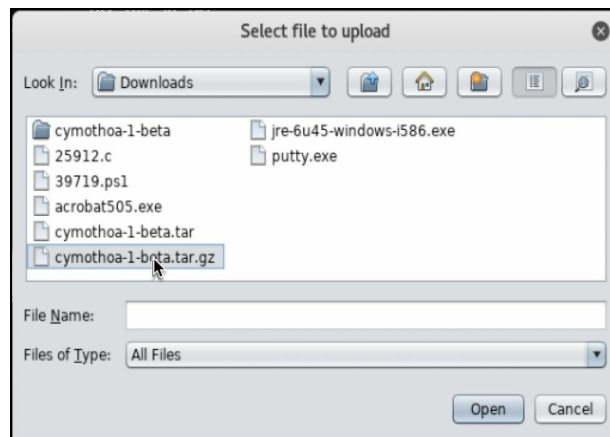 Select file to upload
Look In: Downloads
cymothoa-1-beta
25912.c
39719.ps1
acrobat505.exe
cymothoa-1-beta.tar
cymothoa-1-beta.tar.gz
jre-6u45-windows-i586.exe
putty.exe
File Name:
Files of Type: All Files
Open Cancel